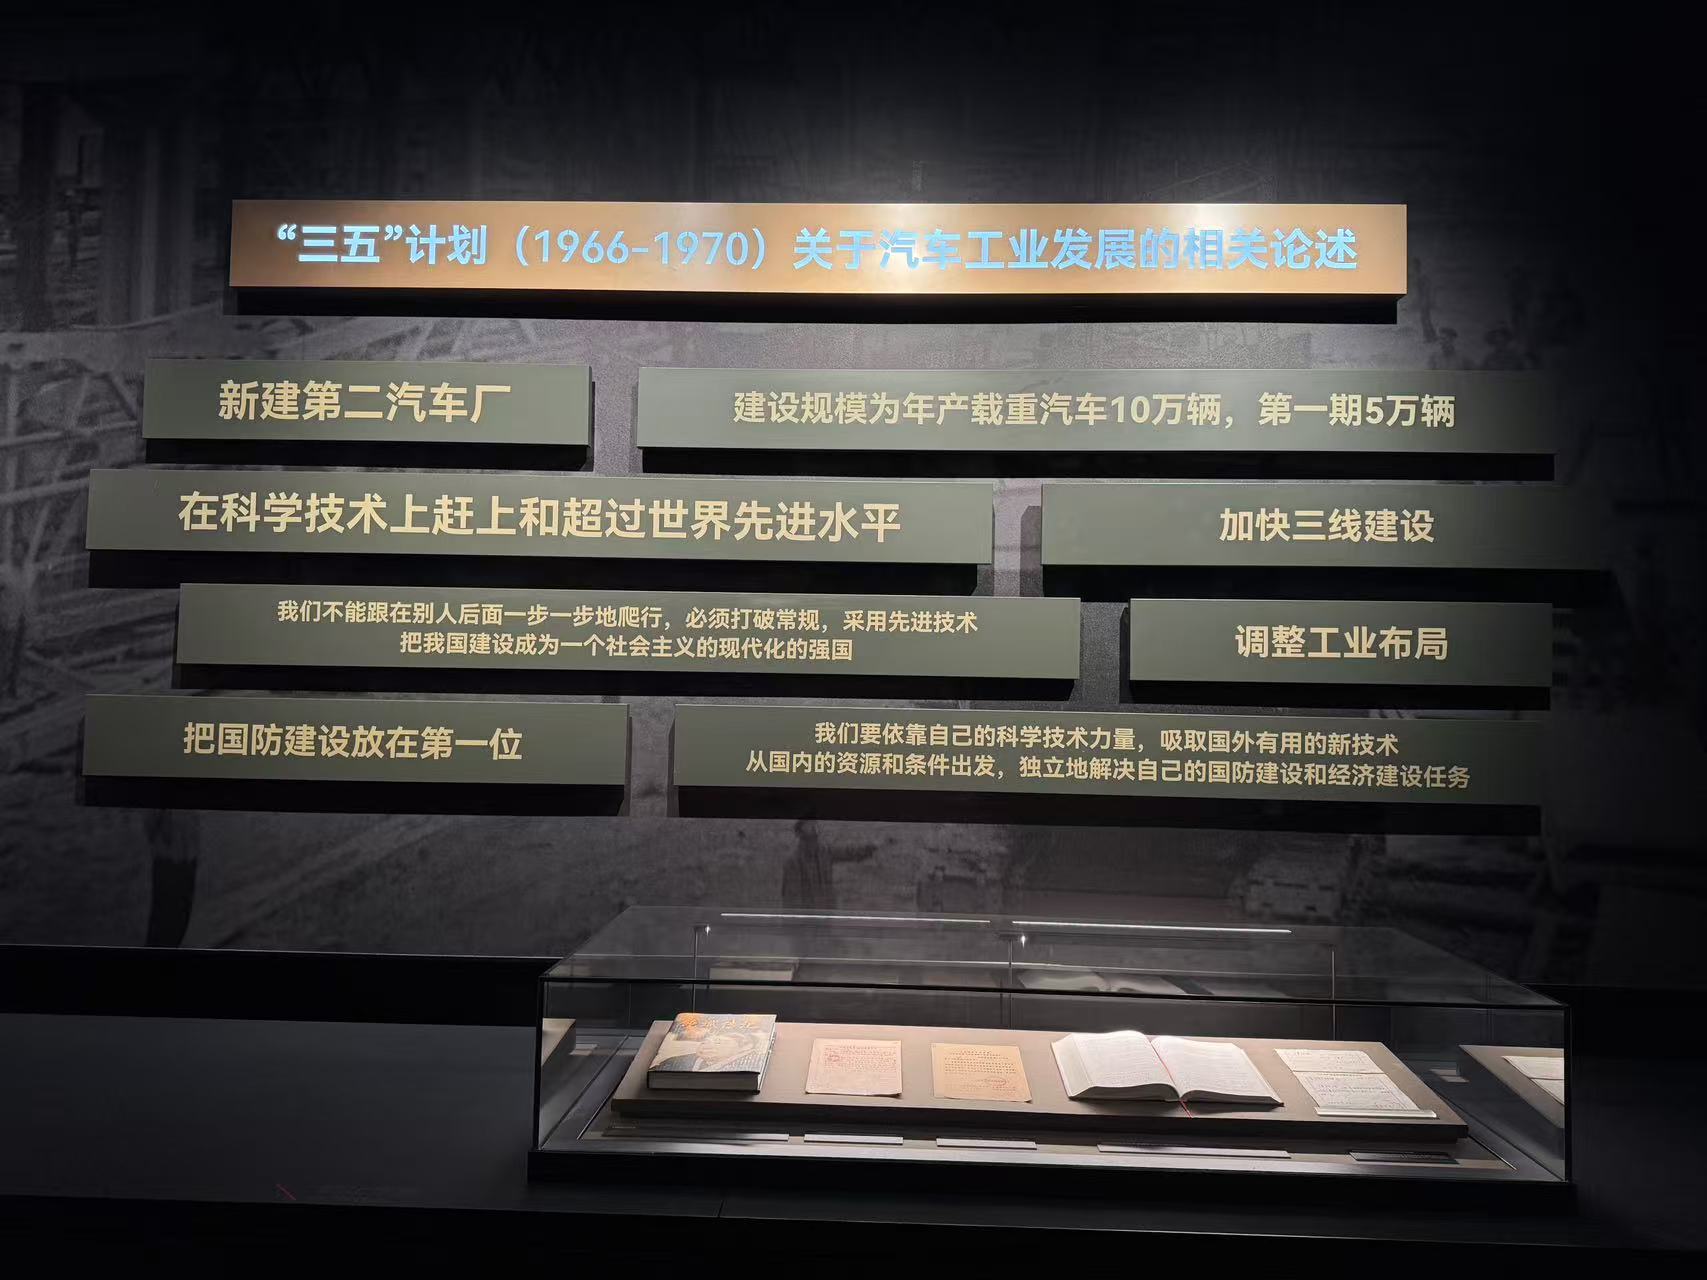 “三五”计划（1966-1970）关于汽车工业发展的相关论述
新建第二汽车厂
建设规模为年产载重汽车10万辆，第一期5万辆
在科学技术上赶上和超过世界先进水平
加快三线建设
我们不能跟在别人后面一步一步地爬行，必须打破常规，采用先进技术
把我国建设成为一个社会主义的现代化的强国
调整工业布局
把国防建设放在第一位
我们要依靠自己的科学技术力量，吸取国外有用的新技术
从国内的资源和条件出发，独立地解决自己的国防建设和经济建设任务